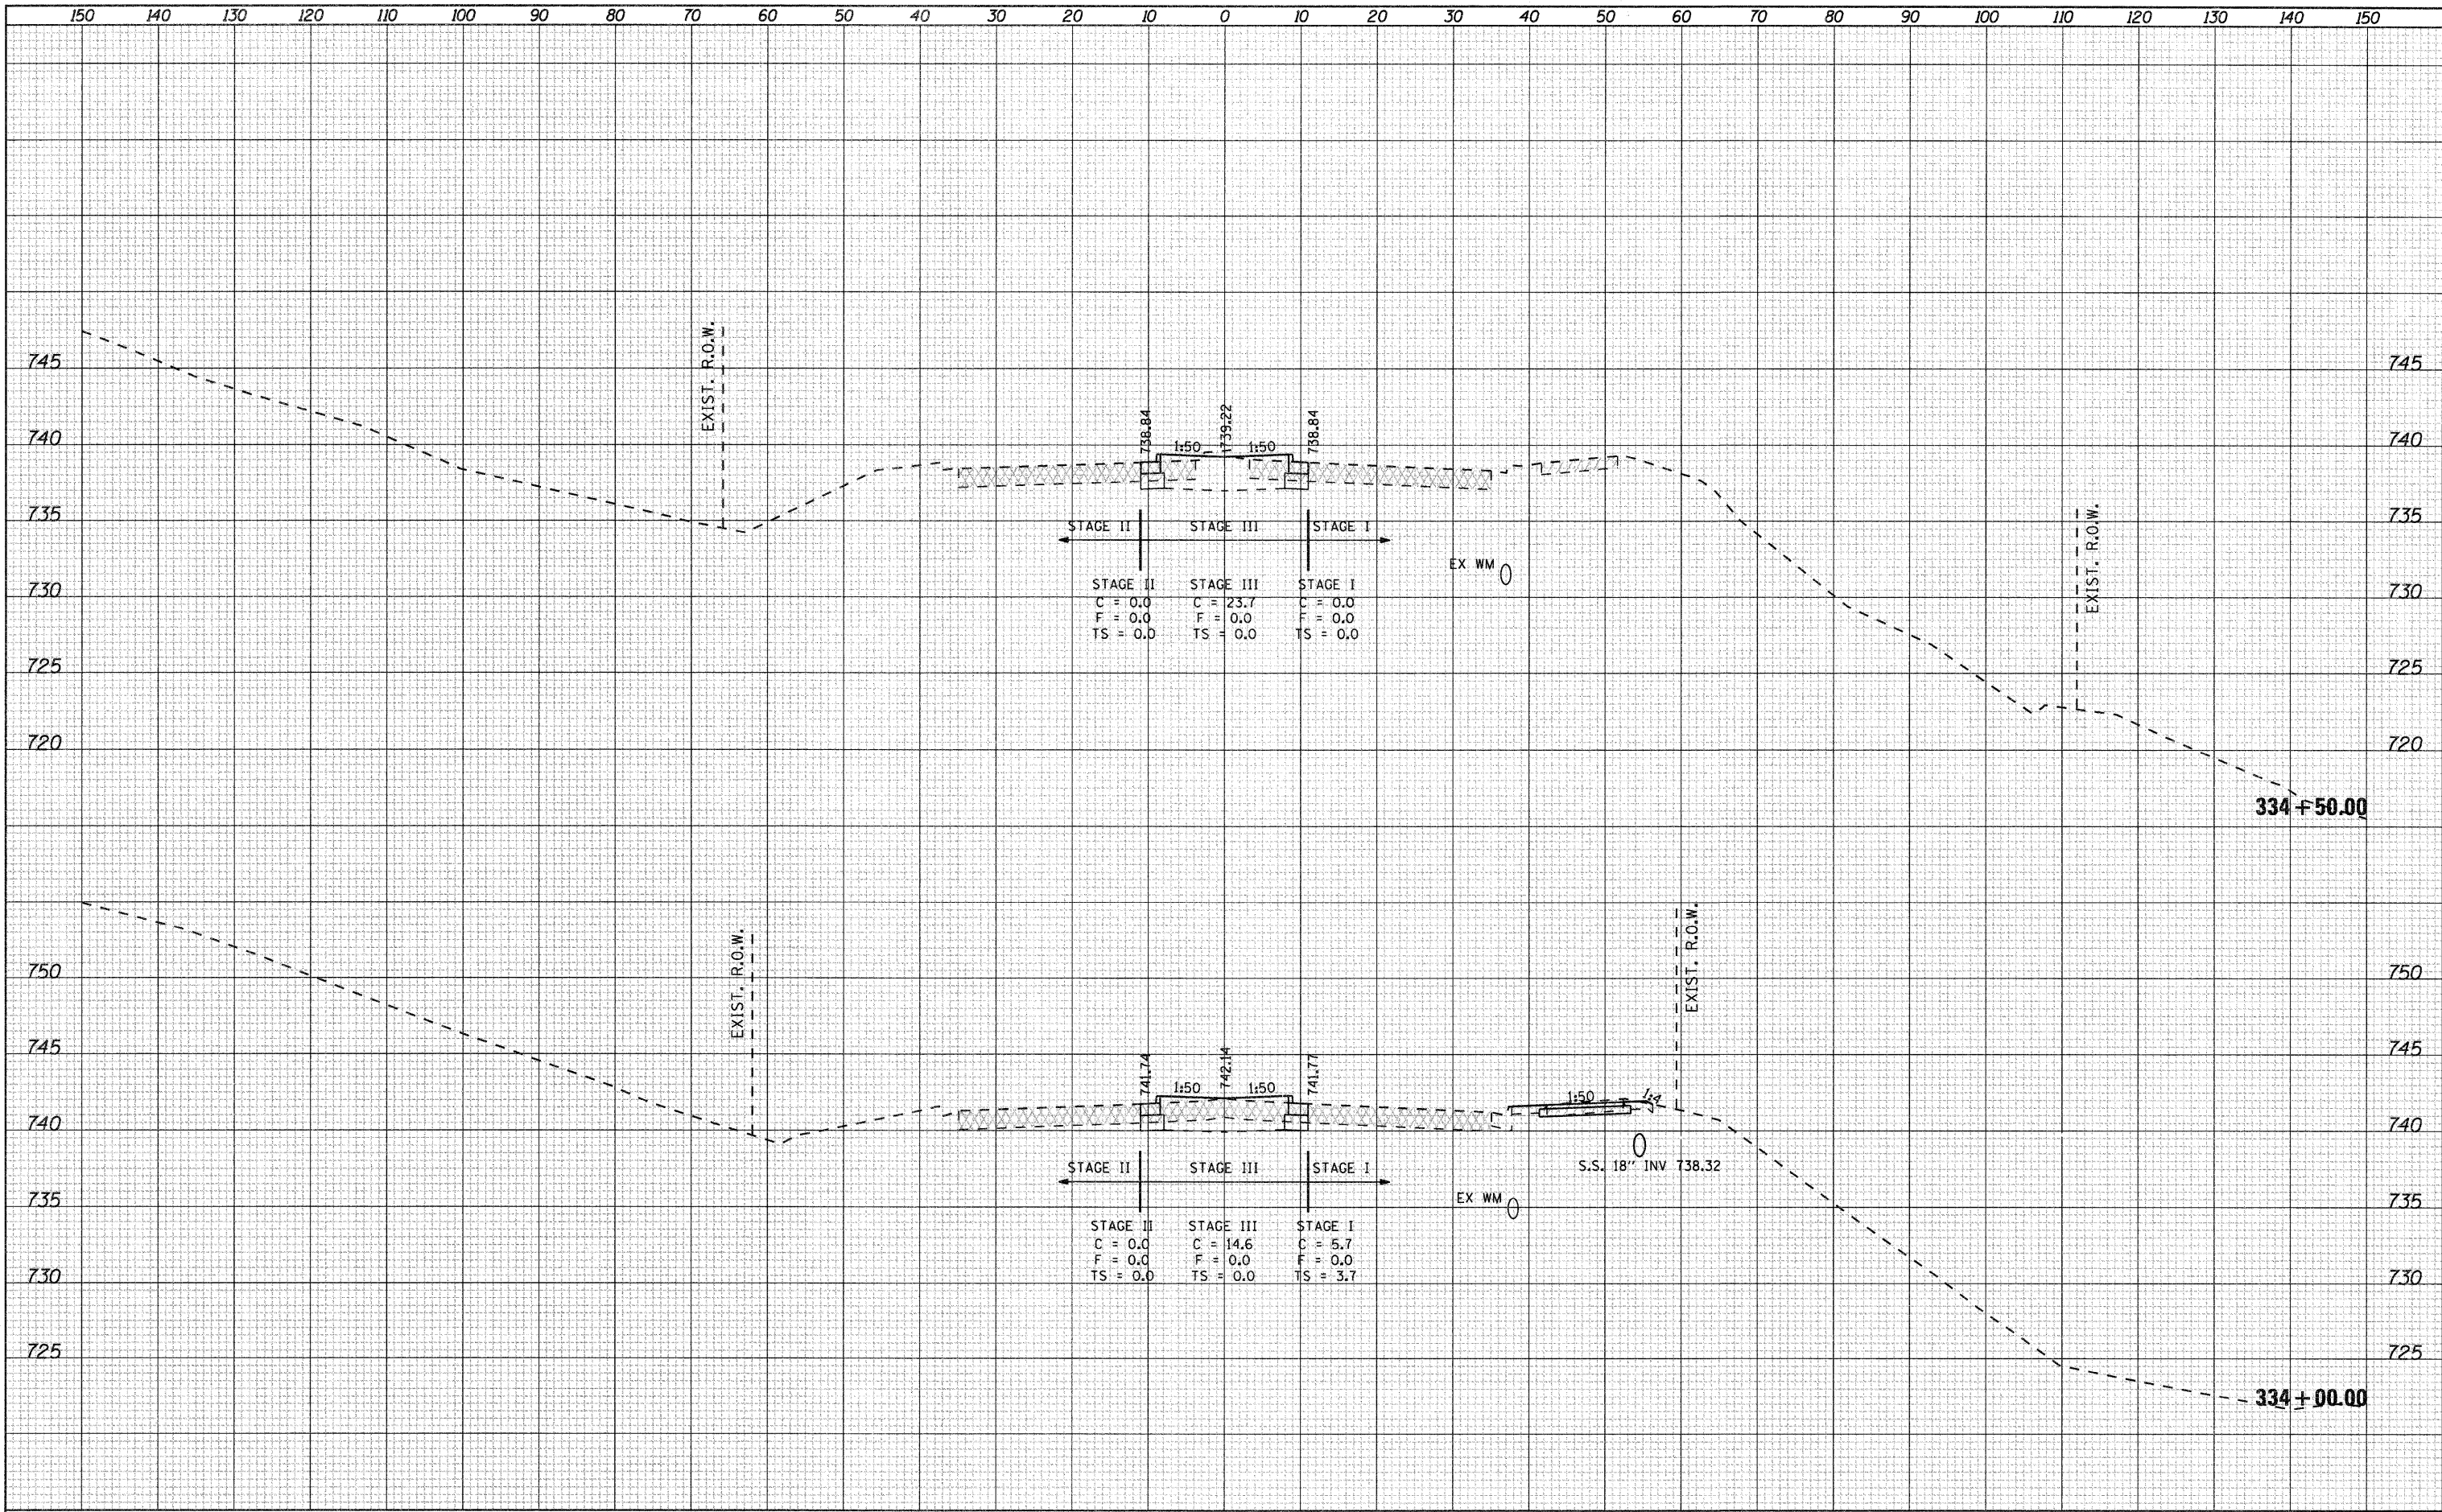 150 140 130 120 110 100 90 80 70 60 50 40 30 20 10 0 10 20 30 40 50 60 70 80 90 100 110 120 130 140 150
EXIST. R.O.W.
745 745
738.84 739.22 738.84
740 1:50 1:50 740
735 735
STAGE II STAGE III STAGE I
EXIST. R.O.W.
EX WM
730 730
STAGE II STAGE III STAGE I
C = 0.0 C = 23.7 C = 0.0
F = 0.0 F = 0.0 F = 0.0
TS = 0.0 TS = 0.0 TS = 0.0
725 725
720 720
334+50.00
EXIST. R.O.W. EXIST. R.O.W.
750 750
745 745
741.74 742.14 741.77
1:50 1:50 1:50 1:4
740 740
STAGE II STAGE III STAGE I S.S. 18" INV 738.32
735 EX WM 735
STAGE II STAGE III STAGE I
C = 0.0 C = 14.6 C = 5.7
F = 0.0 F = 0.0 F = 0.0
TS = 0.0 TS = 0.0 TS = 3.7
730 730
725 725
334+00.00